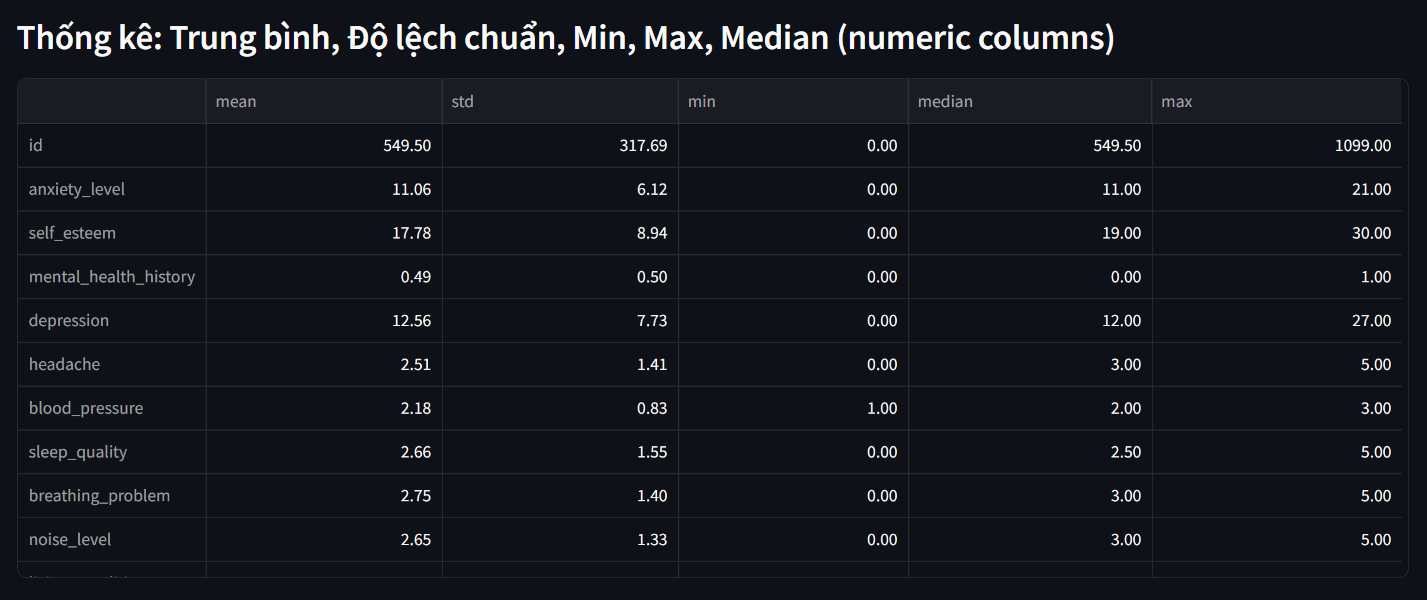 Thống kê: Trung bình, Độ lệch chuẩn, Min, Max, Median (numeric columns)
mean std min median max
id 549.50 317.69 0.00 549.50 1099.00
anxiety_level 11.06 6.12 0.00 11.00 21.00
self_esteem 17.78 8.94 0.00 19.00 30.00
mental_health_history 0.49 0.50 0.00 0.00 1.00
depression 12.56 7.73 0.00 12.00 27.00
headache 2.51 1.41 0.00 3.00 5.00
blood_pressure 2.18 0.83 1.00 2.00 3.00
sleep_quality 2.66 1.55 0.00 2.50 5.00
breathing_problem 2.75 1.40 0.00 3.00 5.00
noise_level 2.65 1.33 0.00 3.00 5.00